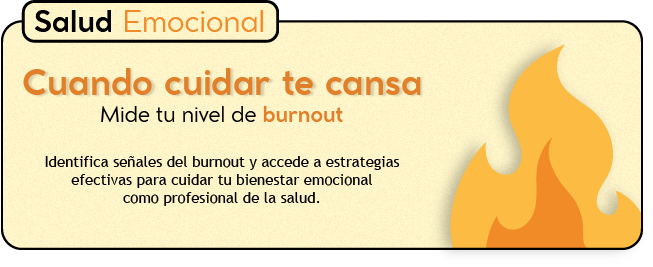 Salud Emocional
Cuando cuidar te cansa
Mide tu nivel de burnout
Identifica señales del burnout y accede a estrategias
efectivas para cuidar tu bienestar emocional
como profesional de la salud.